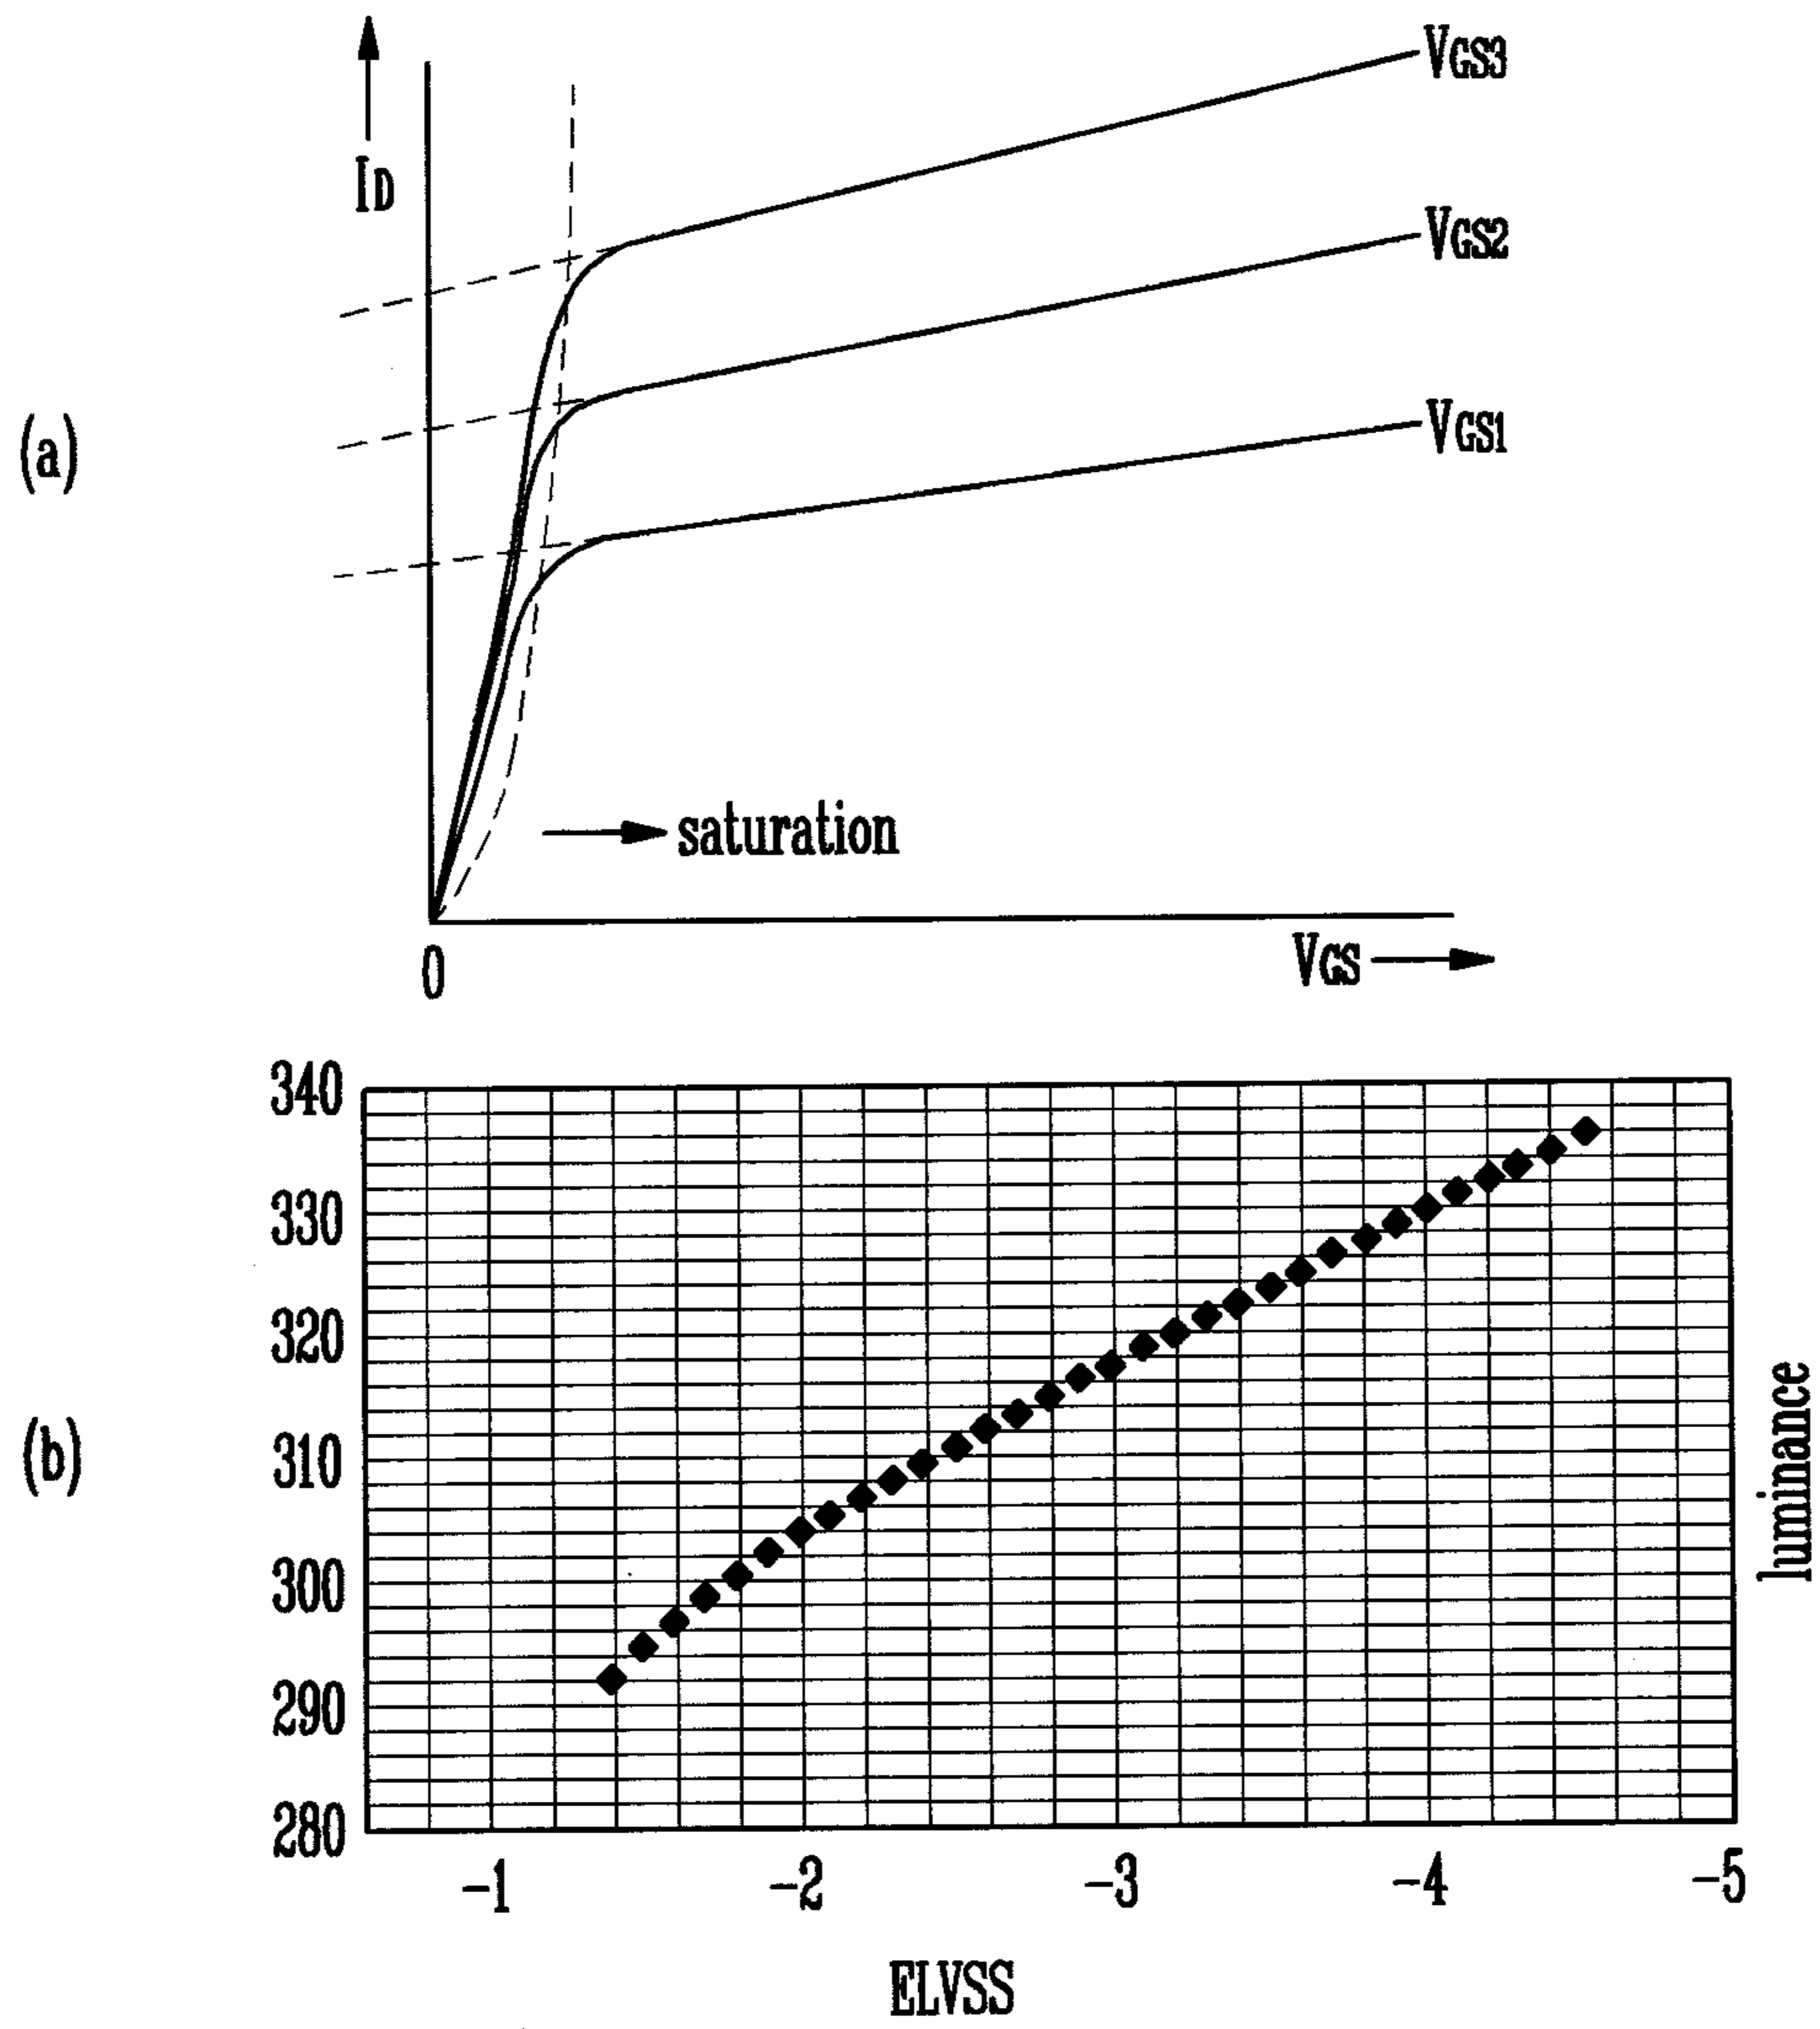 (a)
ID
VGS3
VGS2
VGS1
saturation
0
VGS
(b)
340
330
320
310
300
290
280
-1
-2
-3
-4
-5
ELVSS
luminance